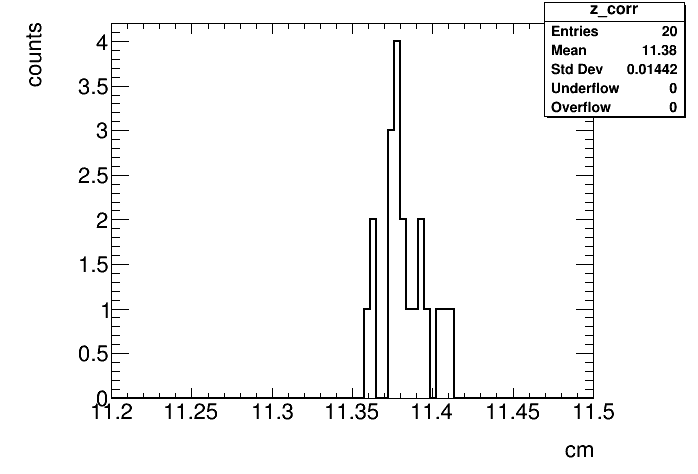 z_corr
Entries 20
Mean 11.38
Std Dev 0.01442
Underflow 0
Overflow 0
counts
4
3.5
3
2.5
2
1.5
1
0.5
0
11.2 11.25 11.3 11.35 11.4 11.45 11.5
cm